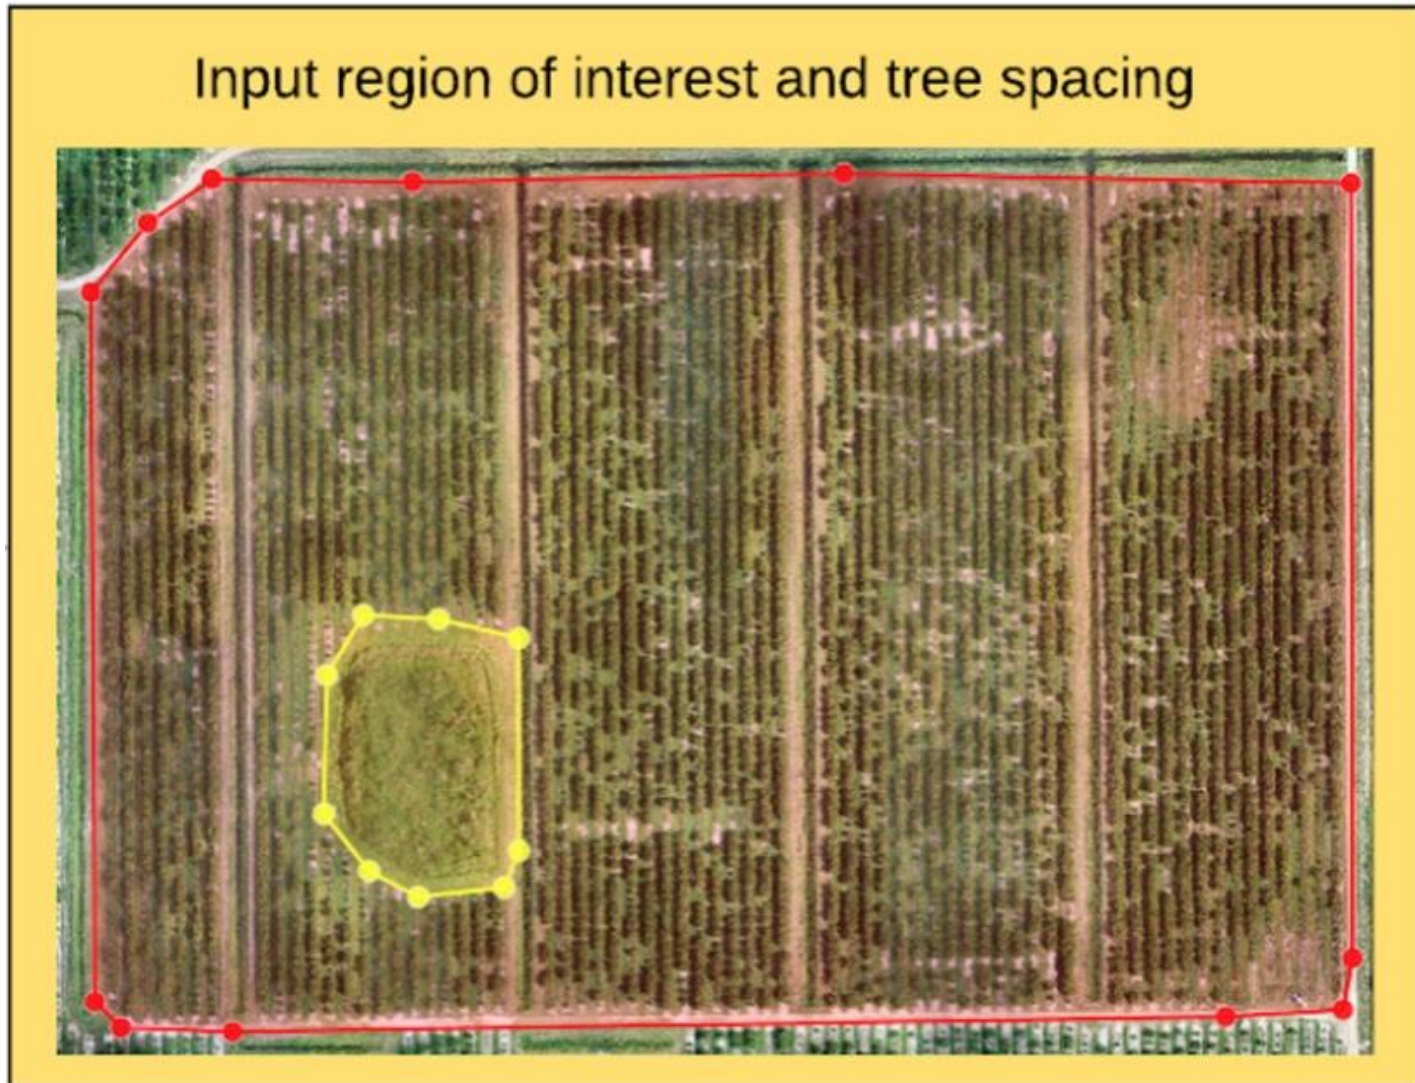 Input region of interest and tree spacing